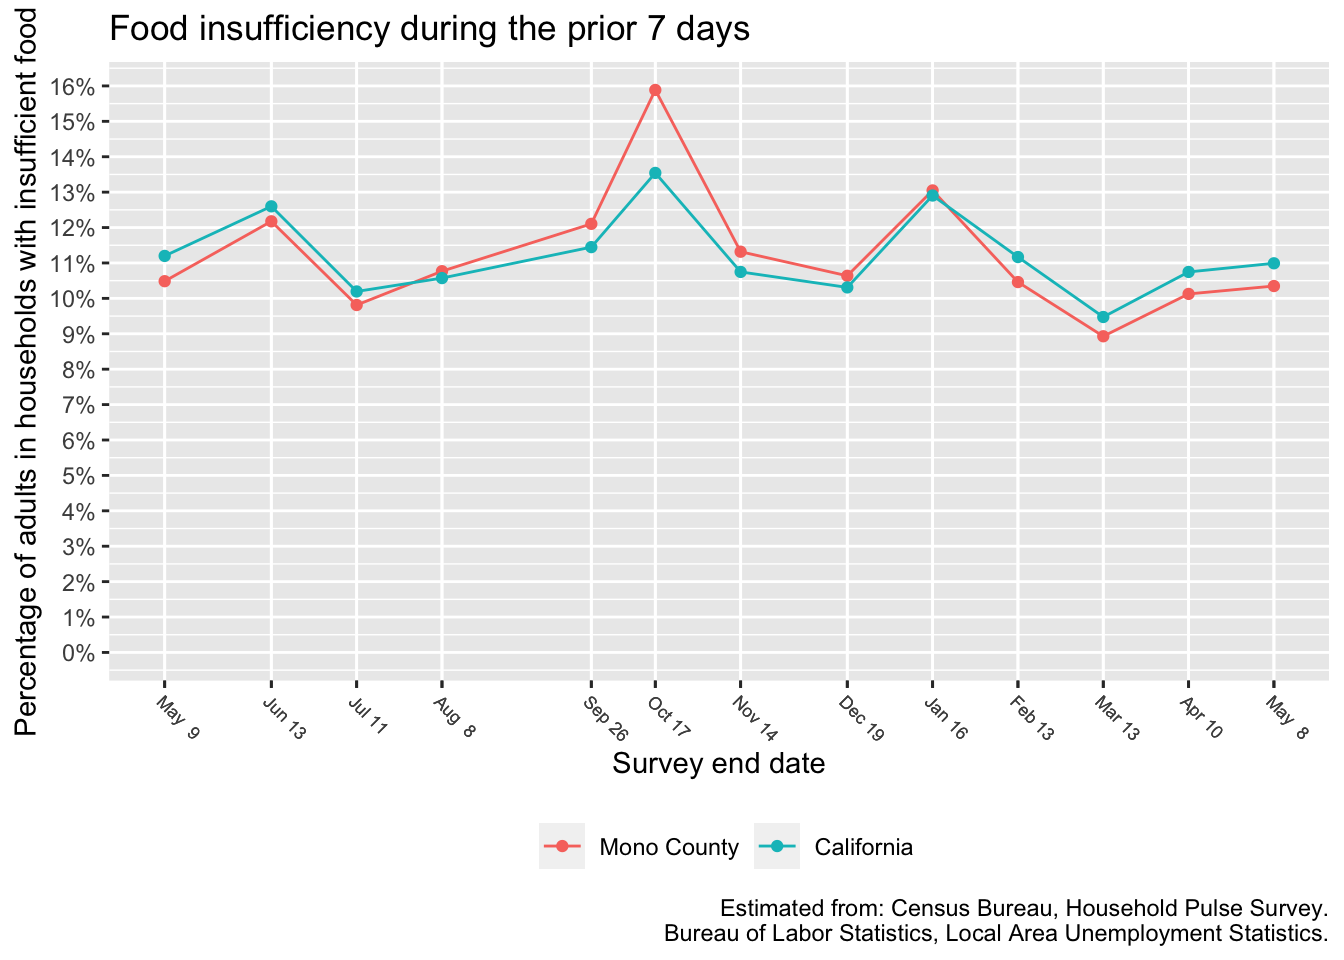 Food insufficiency during the prior 7 days
Percentage of adults in households with insufficient food
16%
15%
14%
13%
12%
11%
10%
9%
8%
7%
6%
5%
4%
3%
2%
1%
0%
May 9
Jun 13
Jul 11
Aug 8
Sep 26
Oct 17
Nov 14
Dec 19
Jan 16
Feb 13
Mar 13
Apr 10
May 8
Survey end date
Mono County
California
Estimated from: Census Bureau, Household Pulse Survey.
Bureau of Labor Statistics, Local Area Unemployment Statistics.